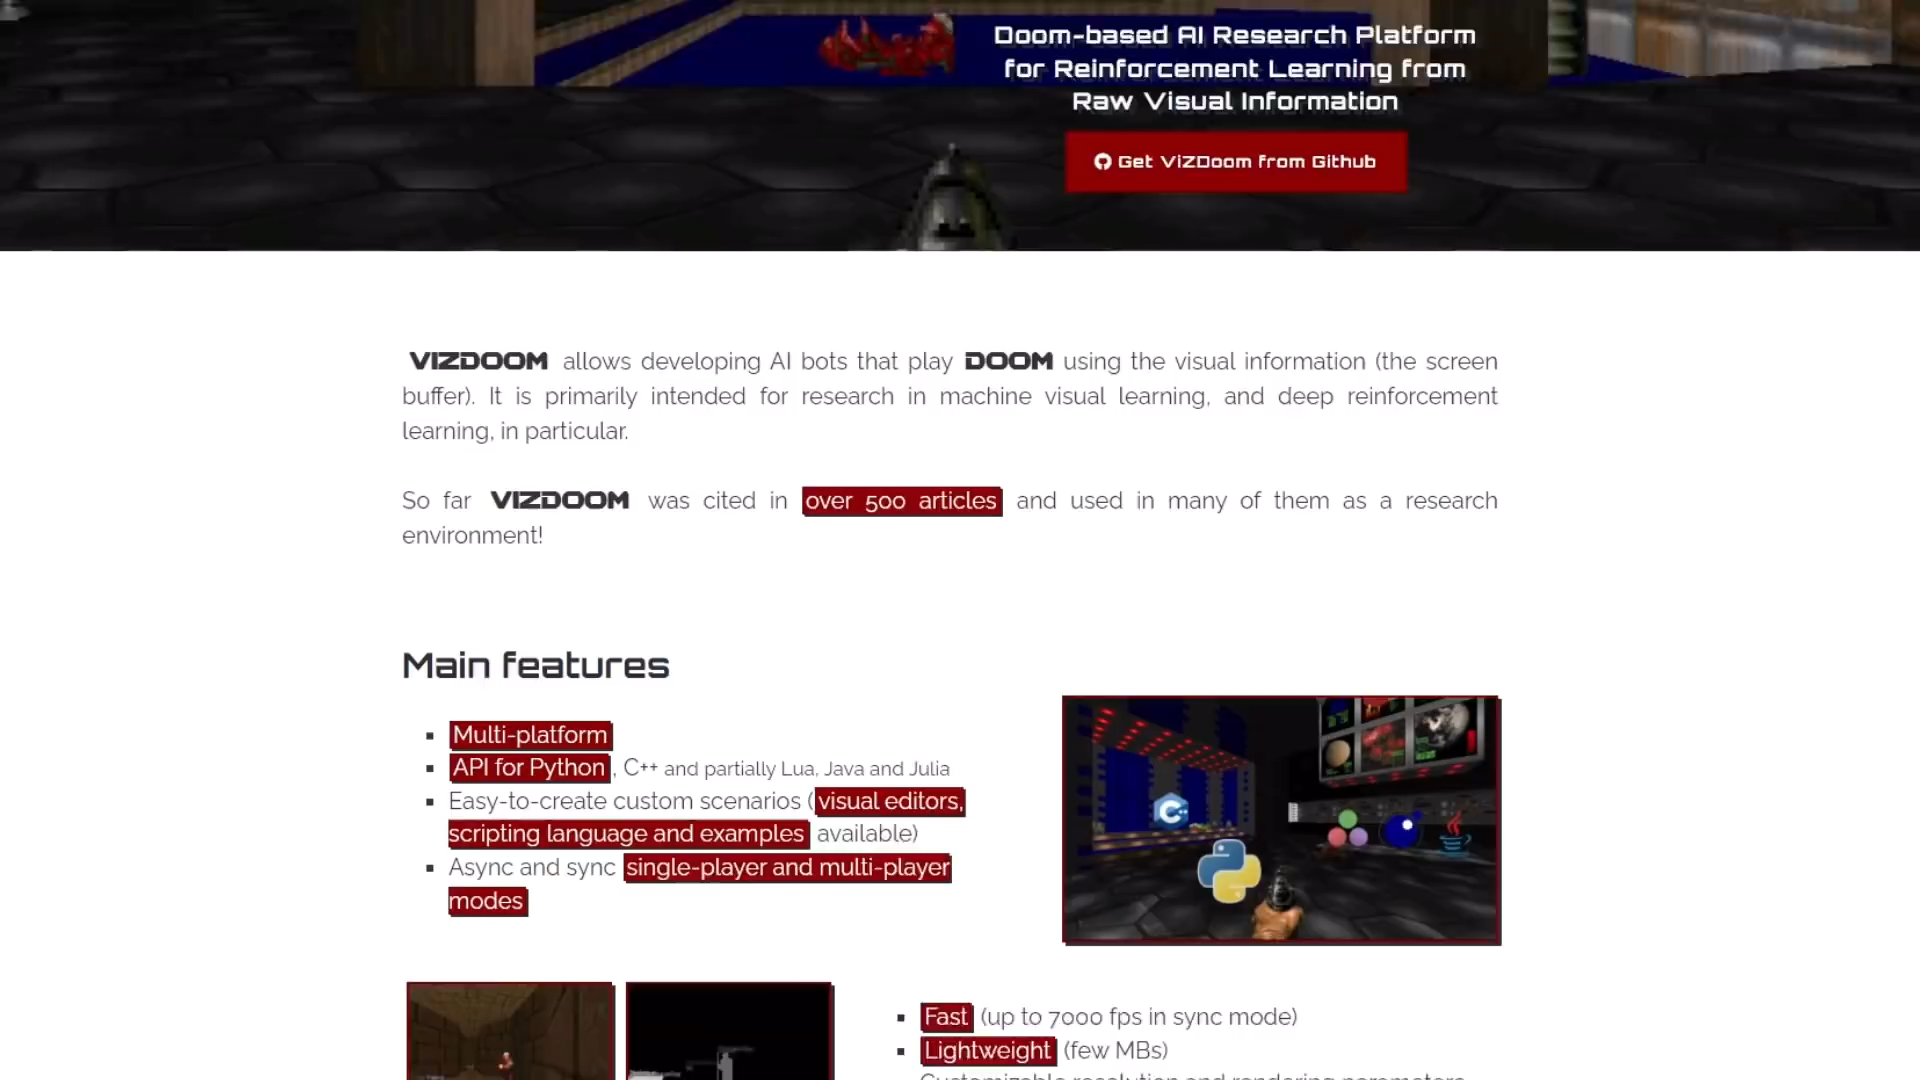 Doom-based AI Research Platform
for Reinforcement Learning from
Raw Visual Information
Get ViZDoom from Github
VIZDOOM allows developing AI bots that play DOOM using the visual information (the screen
buffer). It is primarily intended for research in machine visual learning, and deep reinforcement
learning, in particular.
So far VIZDOOM was cited in over 500 articles and used in many of them as a research
environment!
Main features
Multi-platform
API for Python, C++ and partially Lua, Java and Julia
Easy-to-create custom scenarios (visual editors,
scripting language and examples available)
Async and sync single-player and multi-player
modes
Fast (up to 7000 fps in sync mode)
Lightweight (few MBs)
Customizable resolution and rendering parameters